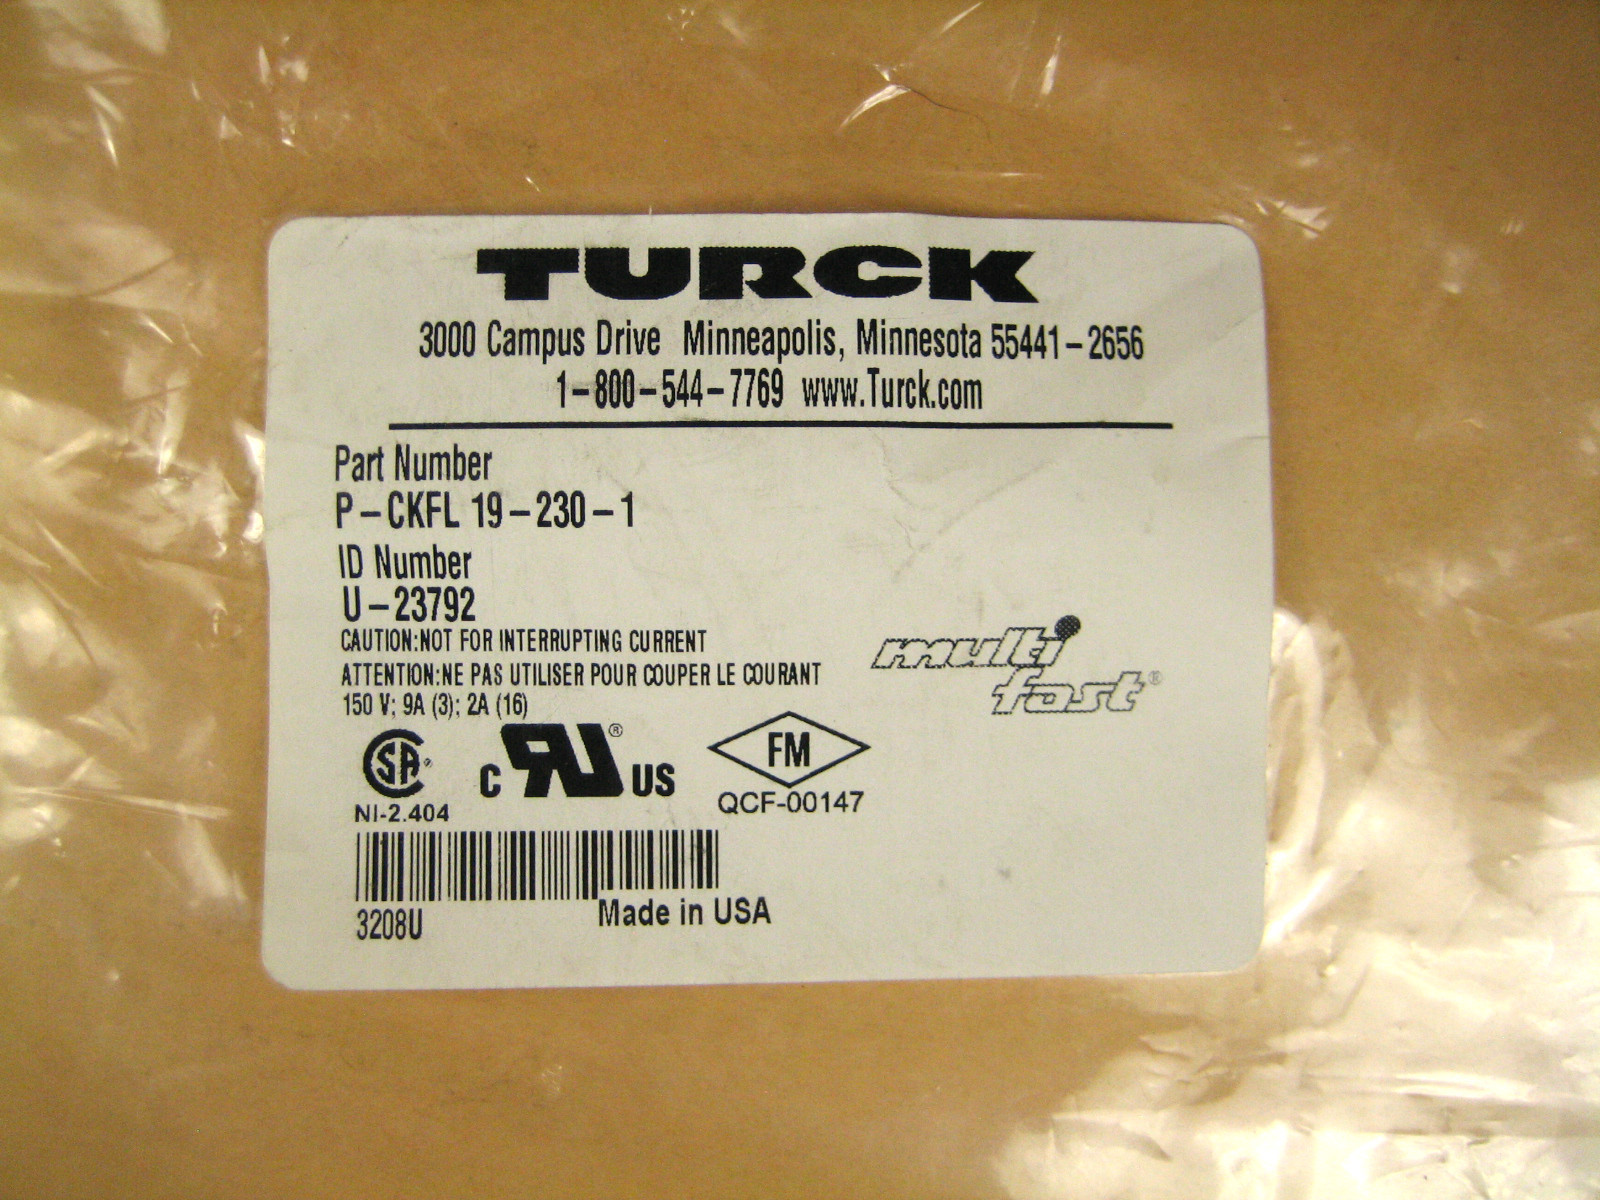 TURCK
3000 Campus Drive Minneapolis, Minnesota 55441-2656
1-800-544-7769 www.Turck.com
Part Number
P-CKFL 19-230-1
ID Number
U-23792
CAUTION:NOT FOR INTERRUPTING CURRENT
ATTENTION:NE PAS UTILISER POUR COUPER LE COURANT
150 V; 9A (3); 2A (16)
multi
fast®
SA®
C RU® US
FM
NI-2.404
QCF-00147
3208U
Made in USA